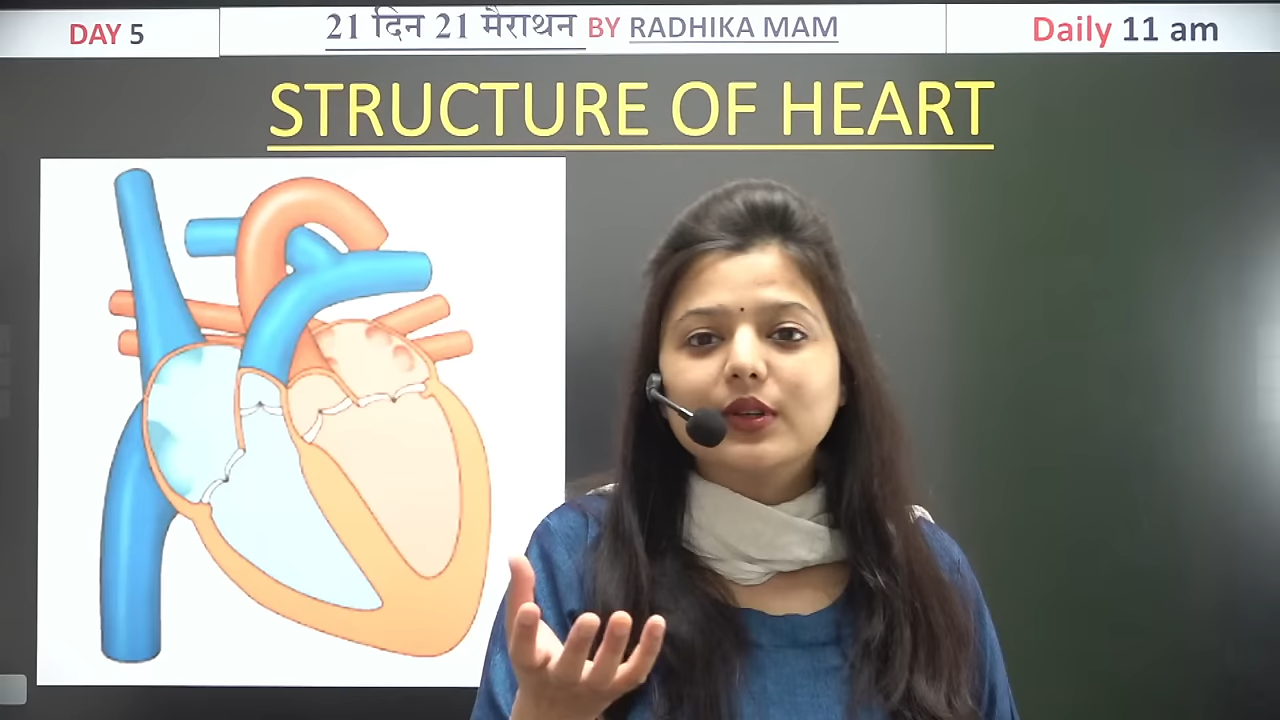 DAY 5
21 दिन 21 मैराथन BY RADHIKA MAM
Daily 11 am
STRUCTURE OF HEART